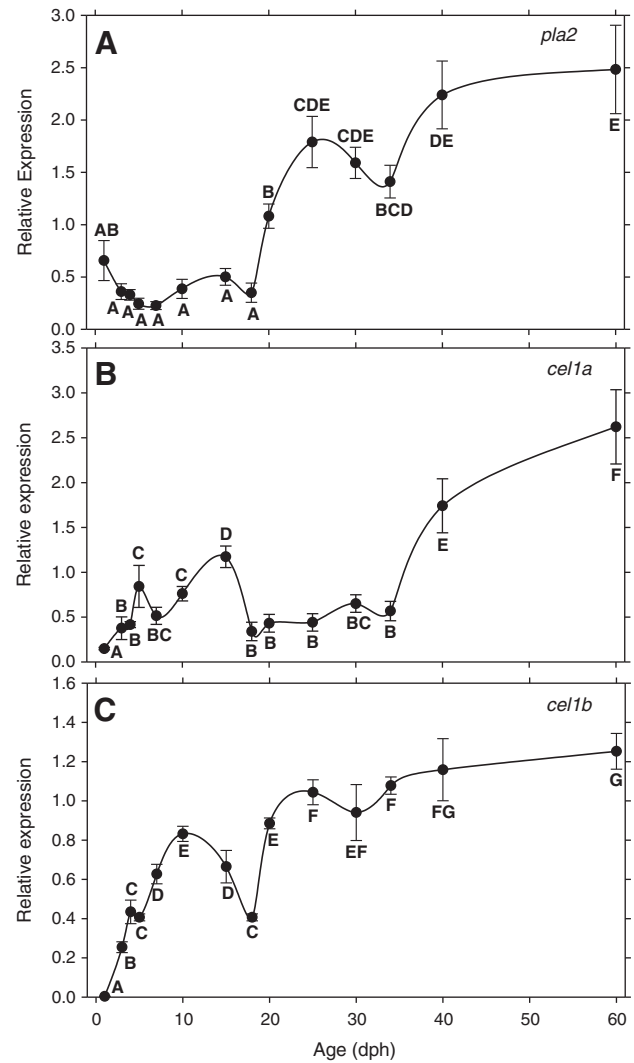 A
pla2
3.0
2.5
2.0
1.5
1.0
0.5
0.0
Relative Expression
AB
A
A
A
A
A
A
A
B
CDE
CDE
BCD
DE
E
B
cel1a
3.5
3.0
2.5
2.0
1.5
1.0
0.5
0.0
Relative expression
A
B
B
C
BC
C
D
B
B
B
BC
B
E
F
C
cel1b
1.6
1.4
1.2
1.0
0.8
0.6
0.4
0.2
0.0
Relative expression
A
B
C
C
D
E
D
C
E
F
EF
F
FG
G
0 10 20 30 40 50 60
Age (dph)